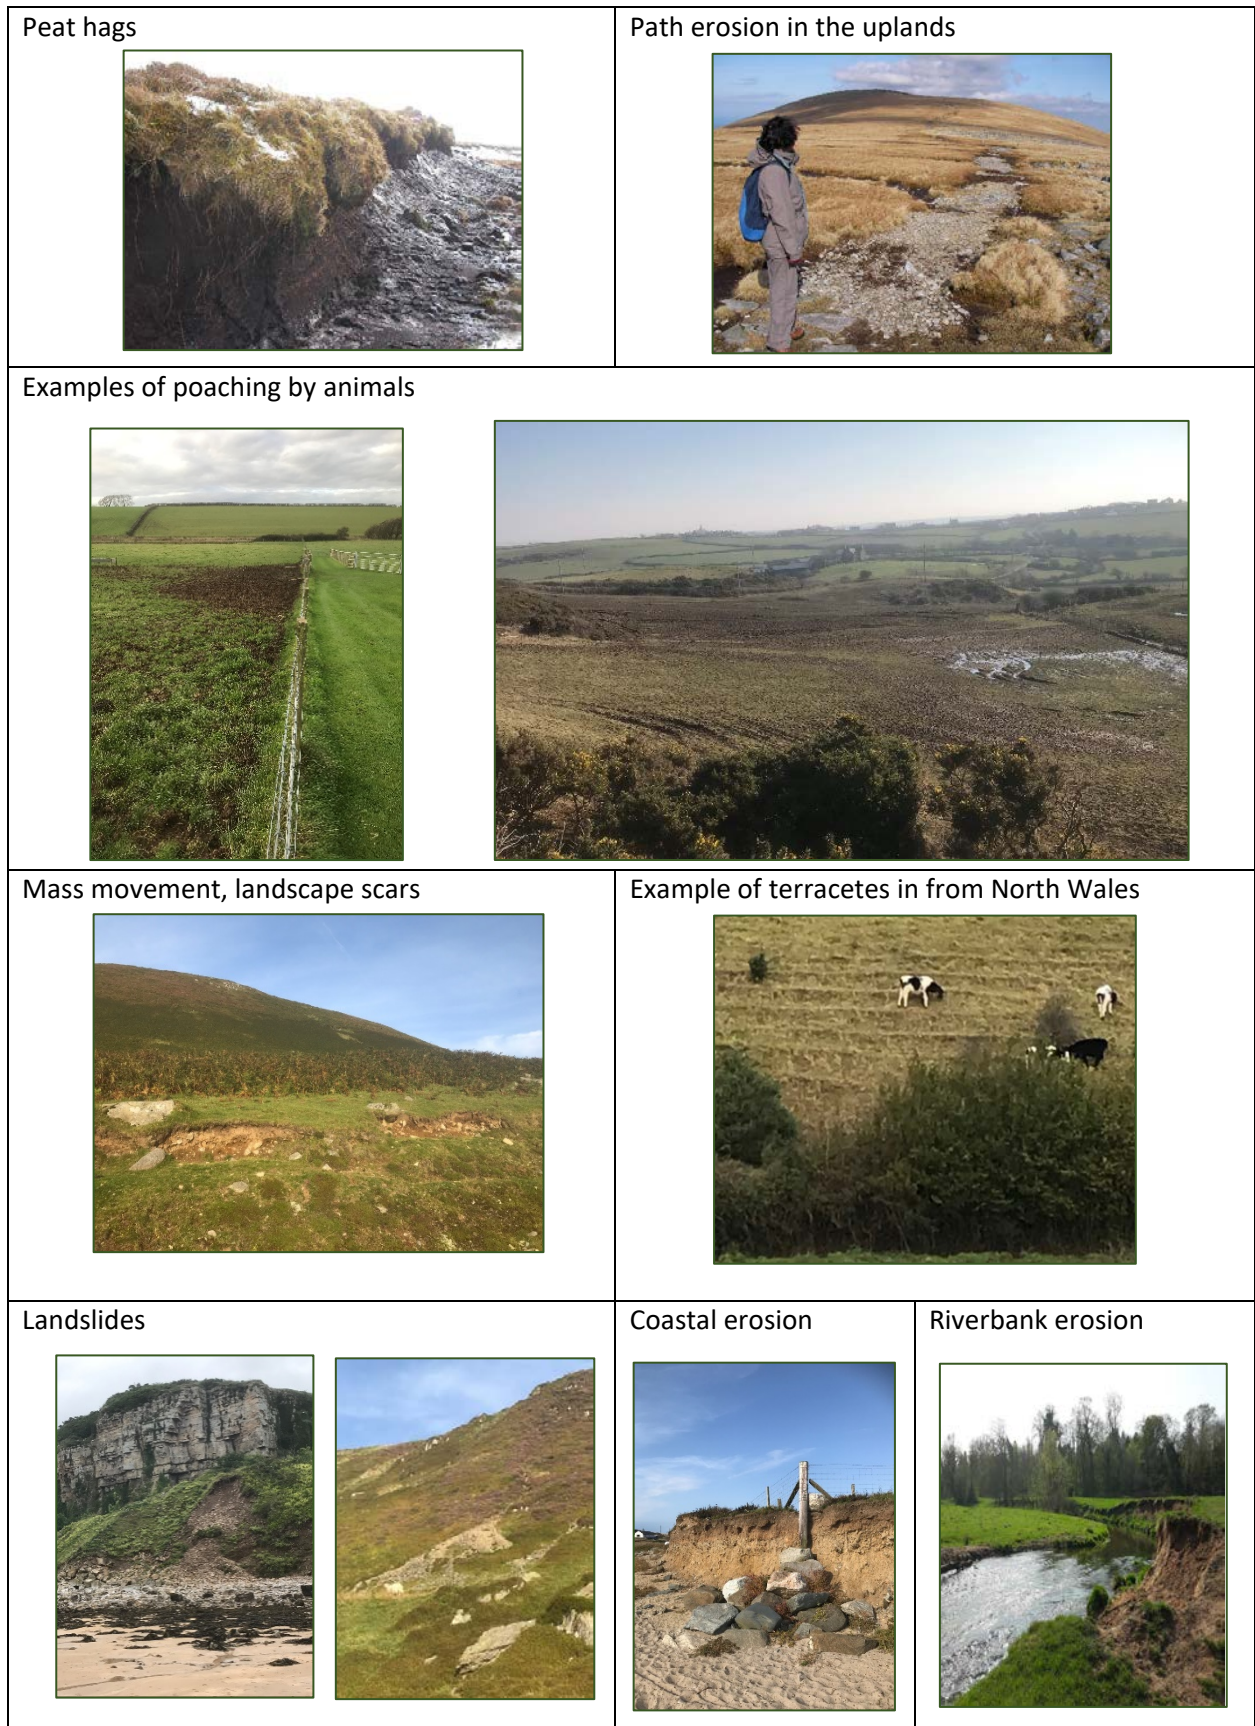 Peat hags
Path erosion in the uplands
Examples of poaching by animals
Mass movement, landscape scars
Example of terracetes in from North Wales
Landslides
Coastal erosion
Riverbank erosion